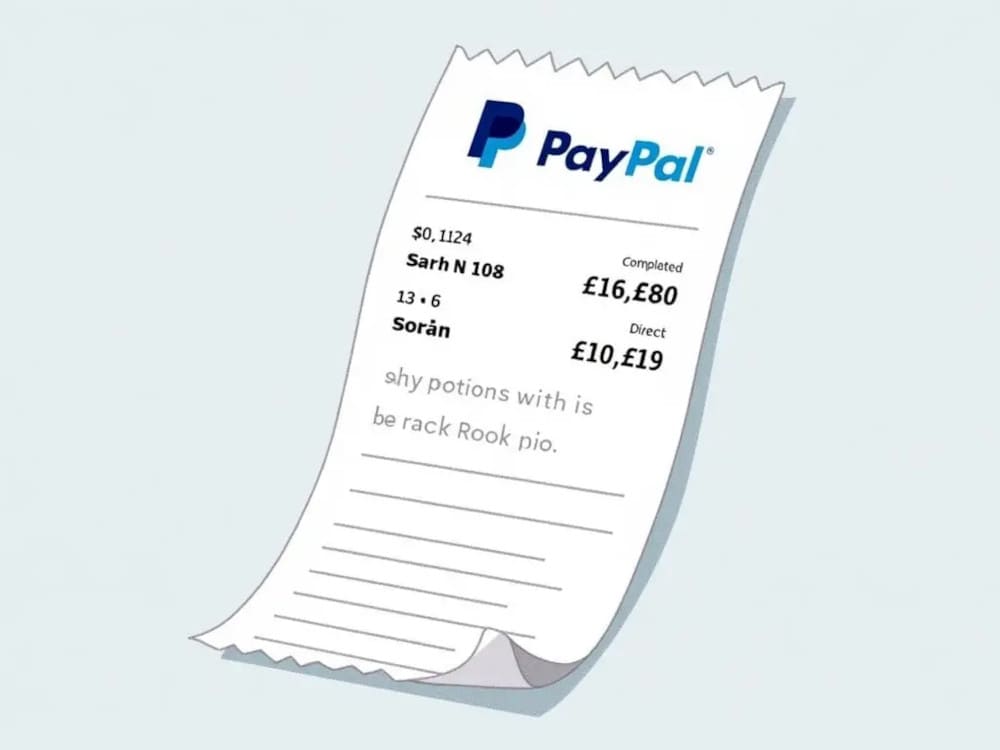 PayPal®
$0,1124
Completed
Sarh N 108
£16,£80
13 • 6
Direct
Sorån
£10,£19
shy potions with is
be rack Rook pio.